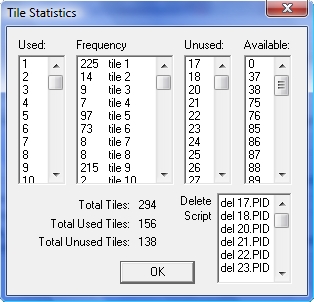 Tile Statistics
Used: Frequency Unused: Available:
1 225 tile 1 17 0
2 14 tile 2 18 37
3 9 tile 3 20 38
4 7 tile 4 21 75
5 97 tile 5 22 76
6 73 tile 6 23 85
7 8 tile 7 24 86
8 8 tile 8 25 87
9 215 tile 9 26 88
10 2 tile 10 27 89
Total Tiles: 294
Total Used Tiles: 156
Total Unused Tiles: 138
Delete
Script
del 17.PID
del 18.PID
del 20.PID
del 21.PID
del 22.PID
del 23.PID
OK